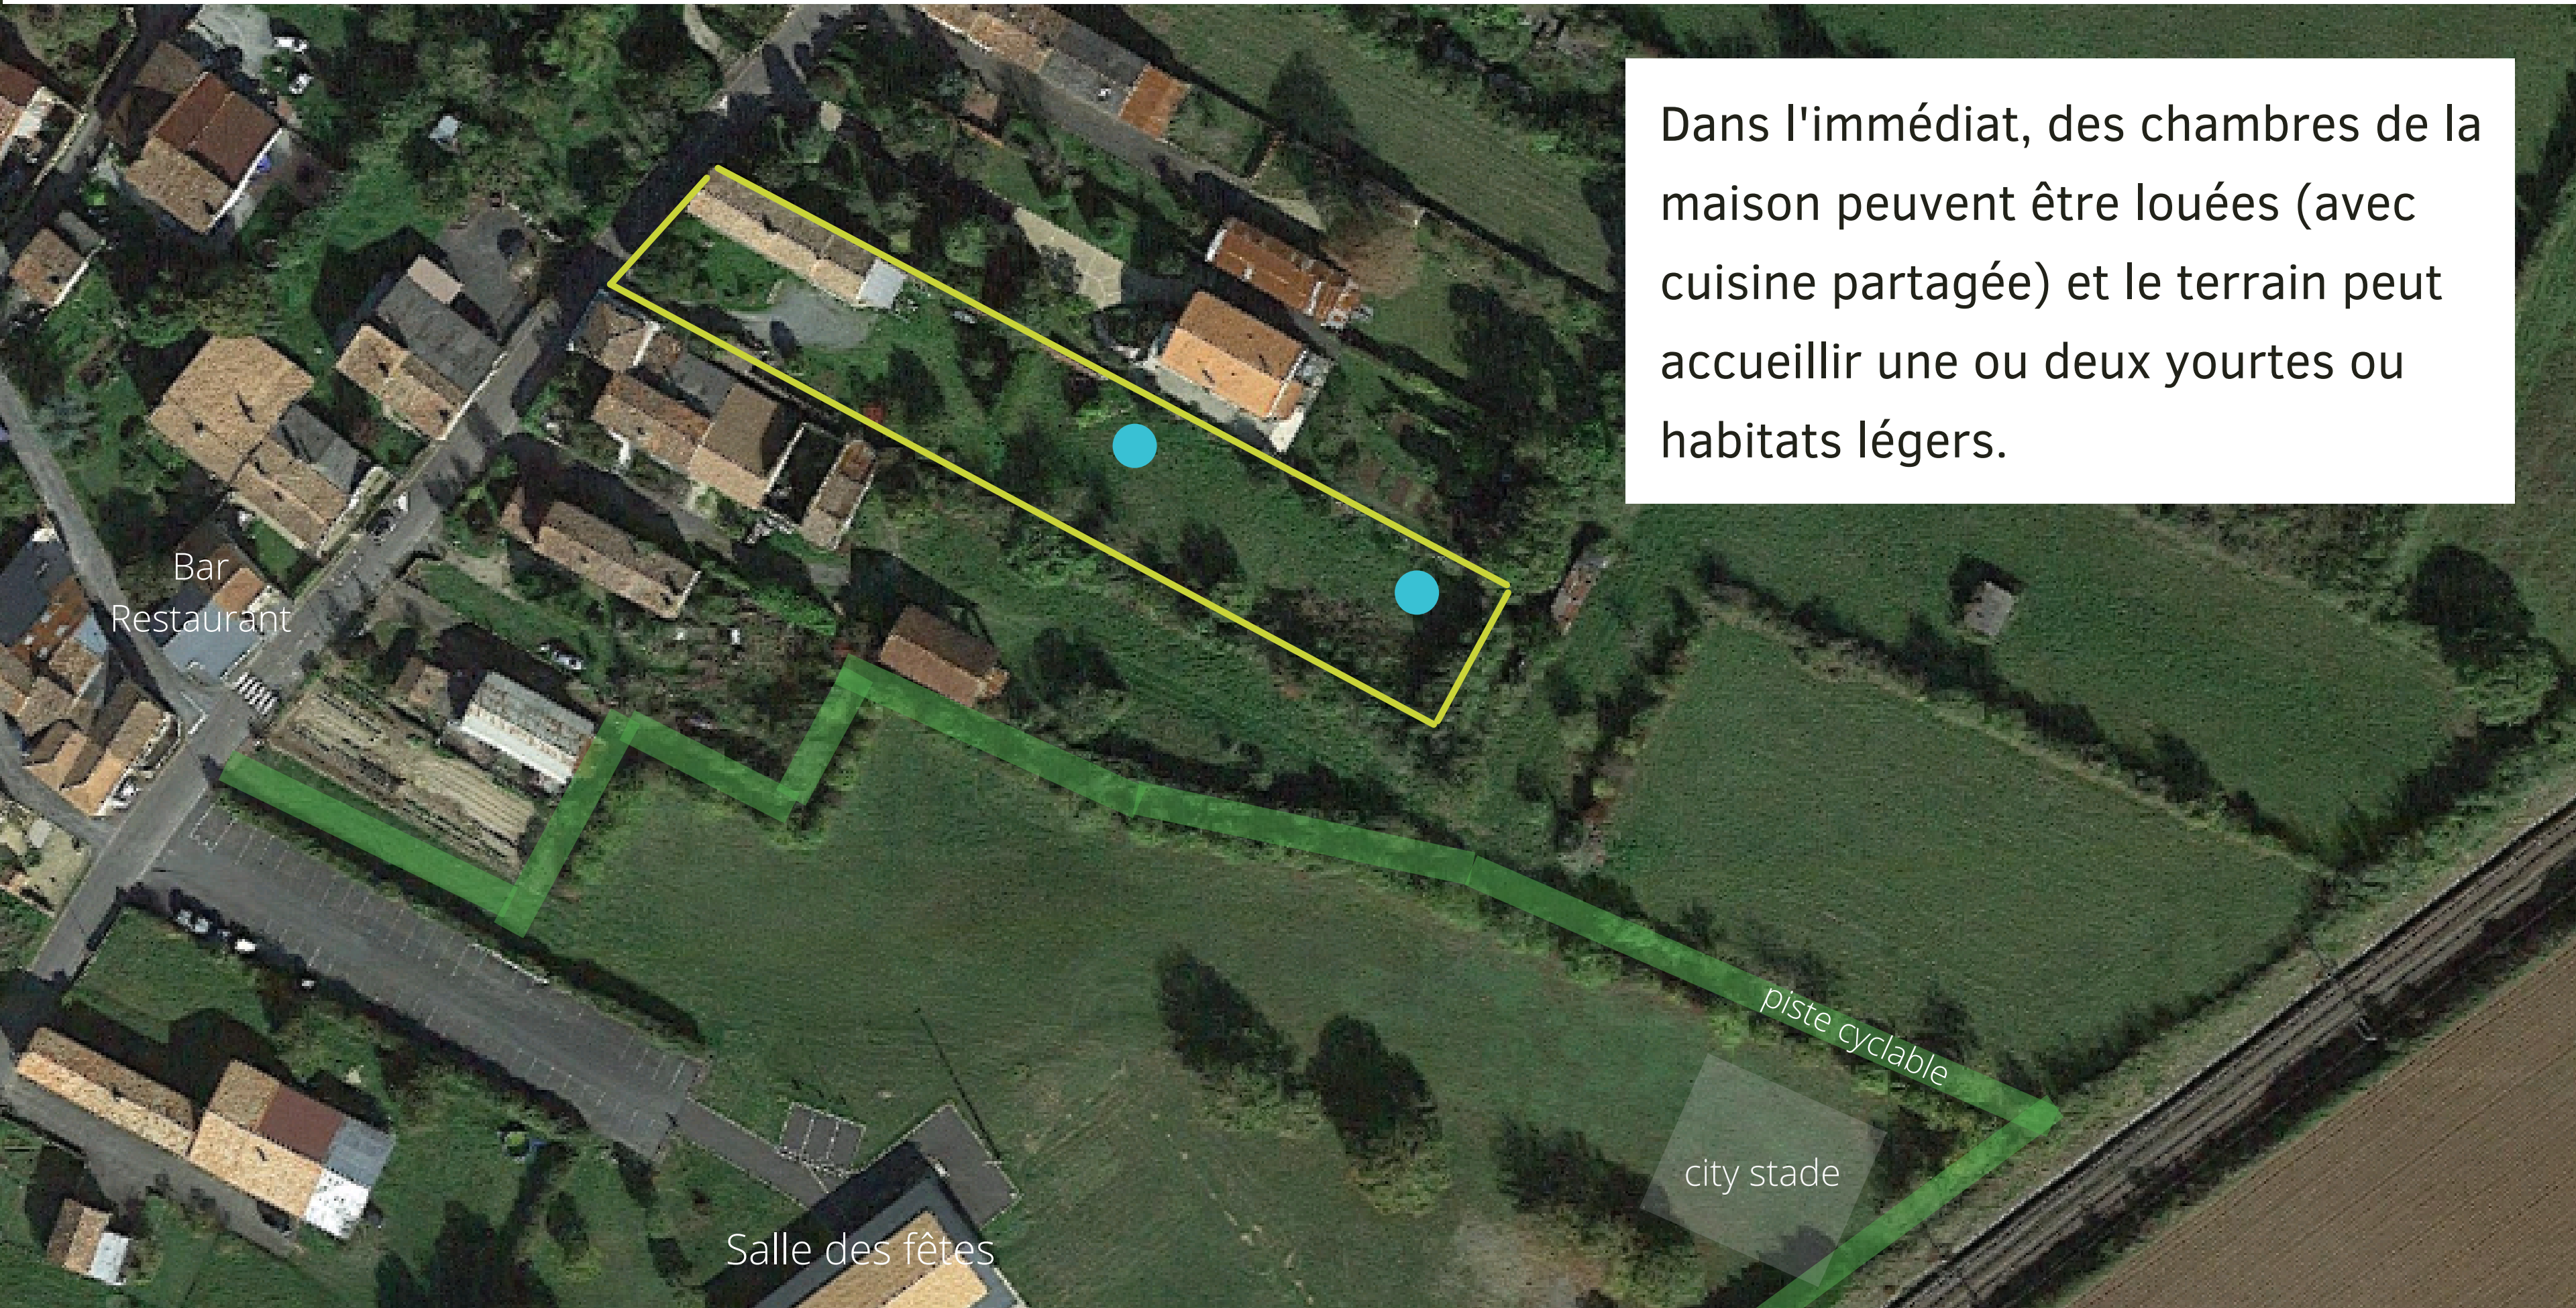 Dans l'immédiat, des chambres de la
maison peuvent être louées (avec
cuisine partagée) et le terrain peut
accueillir une ou deux yourtes ou
habitats légers.
Bar
Restaurant
piste cyclable
city stade
Salle des fêtes